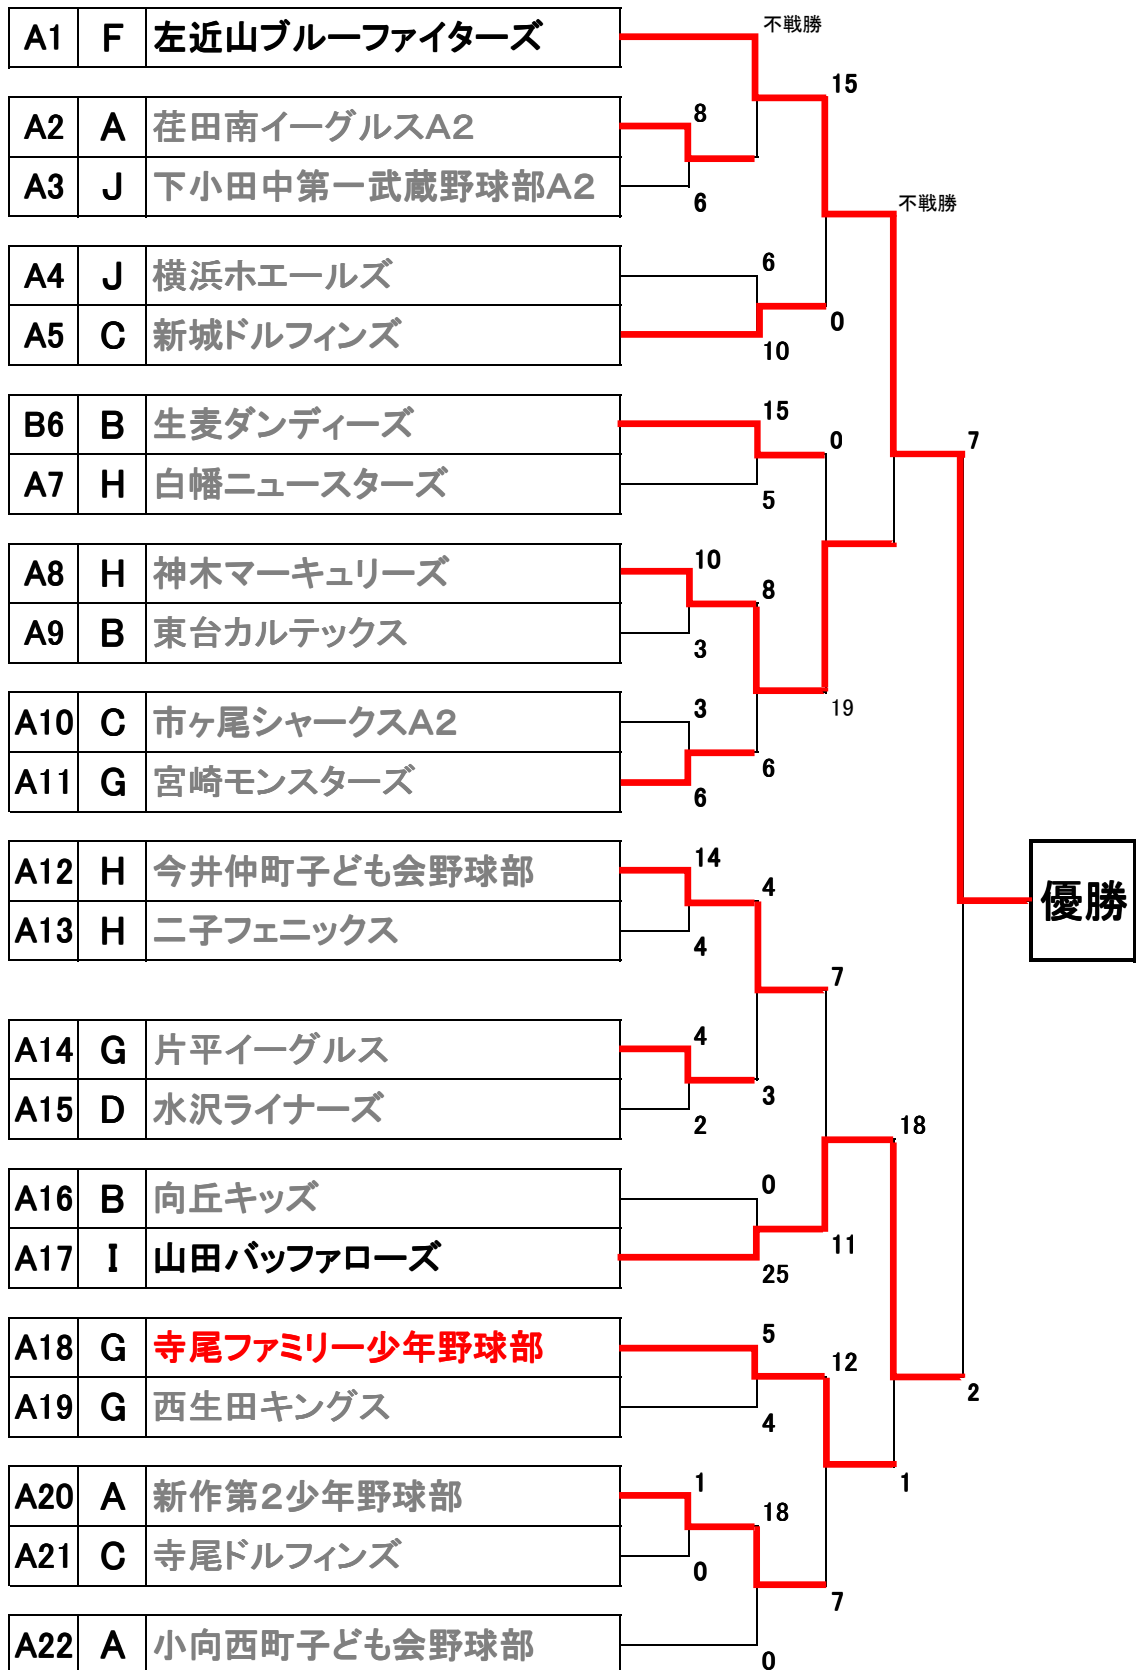 A1 F 左近山ブルーファイターズ
不戦勝
15
A2 A 荏田南イーグルスA2
8
A3 J 下小田中第一武蔵野球部A2
6
不戦勝
A4 J 横浜ホエールズ
6
A5 C 新城ドルフィンズ
10
0
B6 B 生麦ダンディーズ
15
0
7
A7 H 白幡ニュースターズ
5
A8 H 神木マーキュリーズ
10
8
A9 B 東台カルテックス
3
A10 C 市ヶ尾シャークスA2
3
19
A11 G 宮崎モンスターズ
6
6
A12 H 今井仲町子ども会野球部
14
4
優勝
A13 H 二子フェニックス
4
7
A14 G 片平イーグルス
4
A15 D 水沢ライナーズ
2
3
18
A16 B 向丘キッズ
0
A17 I 山田バッファローズ
25
11
A18 G 寺尾ファミリー少年野球部
5
12
A19 G 西生田キングス
4
2
A20 A 新作第2少年野球部
1
18
1
A21 C 寺尾ドルフィンズ
0
7
A22 A 小向西町子ども会野球部
0